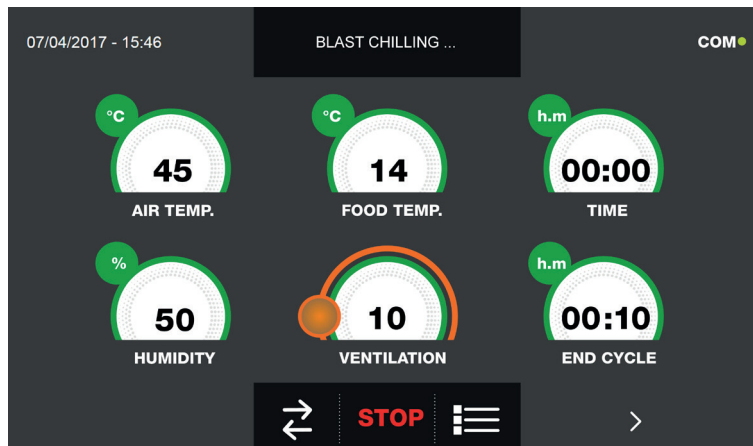 07/04/2017 - 15:46
BLAST CHILLING ...
COM
°C
45
AIR TEMP.
°C
14
FOOD TEMP.
h.m
00:00
TIME
%
50
HUMIDITY
10
VENTILATION
h.m
00:10
END CYCLE
STOP